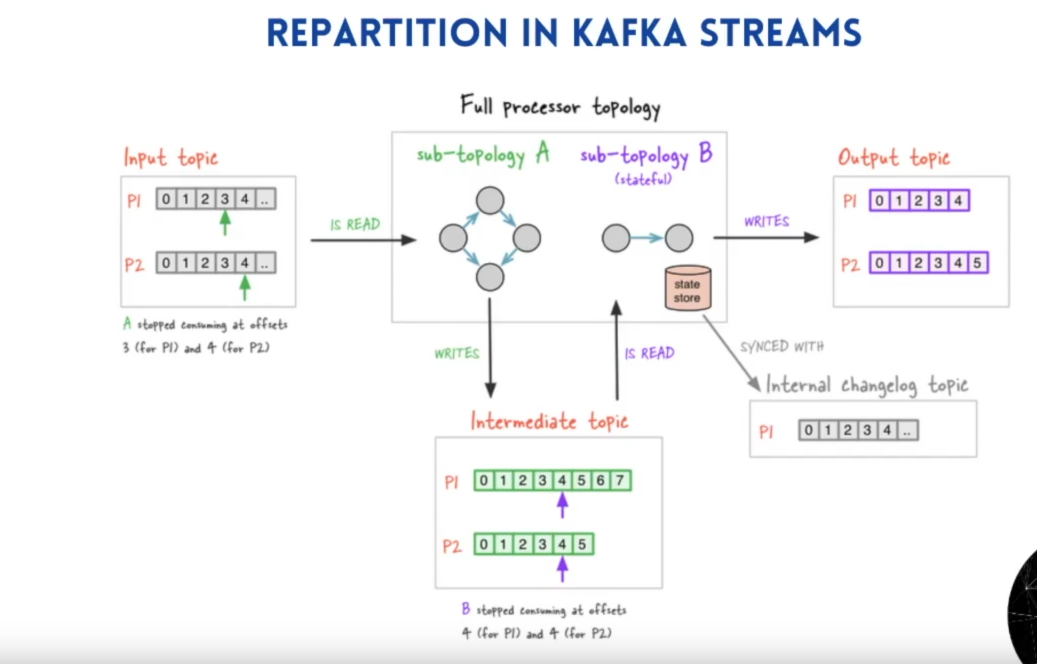 REPARTITION IN KAFKA STREAMS
Full processor topology
Input topic
P1 0 1 2 3 4 ..
P2 0 1 2 3 4 ..
A stopped consuming at offsets
3 (for P1) and 4 (for P2)
IS READ
sub-topology A
sub-topology B
(stateful)
state
store
WRITES
Output topic
P1 0 1 2 3 4
P2 0 1 2 3 4 5
WRITES
IS READ
SYNCED WITH
Internal changelog topic
P1 0 1 2 3 4 ..
Intermediate topic
P1 0 1 2 3 4 5 6 7
P2 0 1 2 3 4 5
B stopped consuming at offsets
4 (for P1) and 4 (for P2)